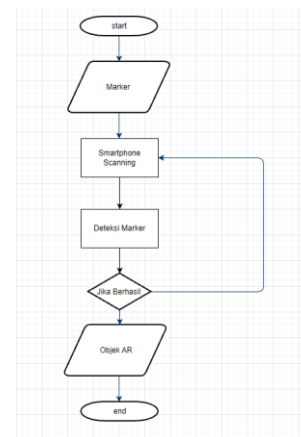 start
Marker
Smartphone
Scanning
Deteksi Marker
Jika Berhasil
Objek AR
end